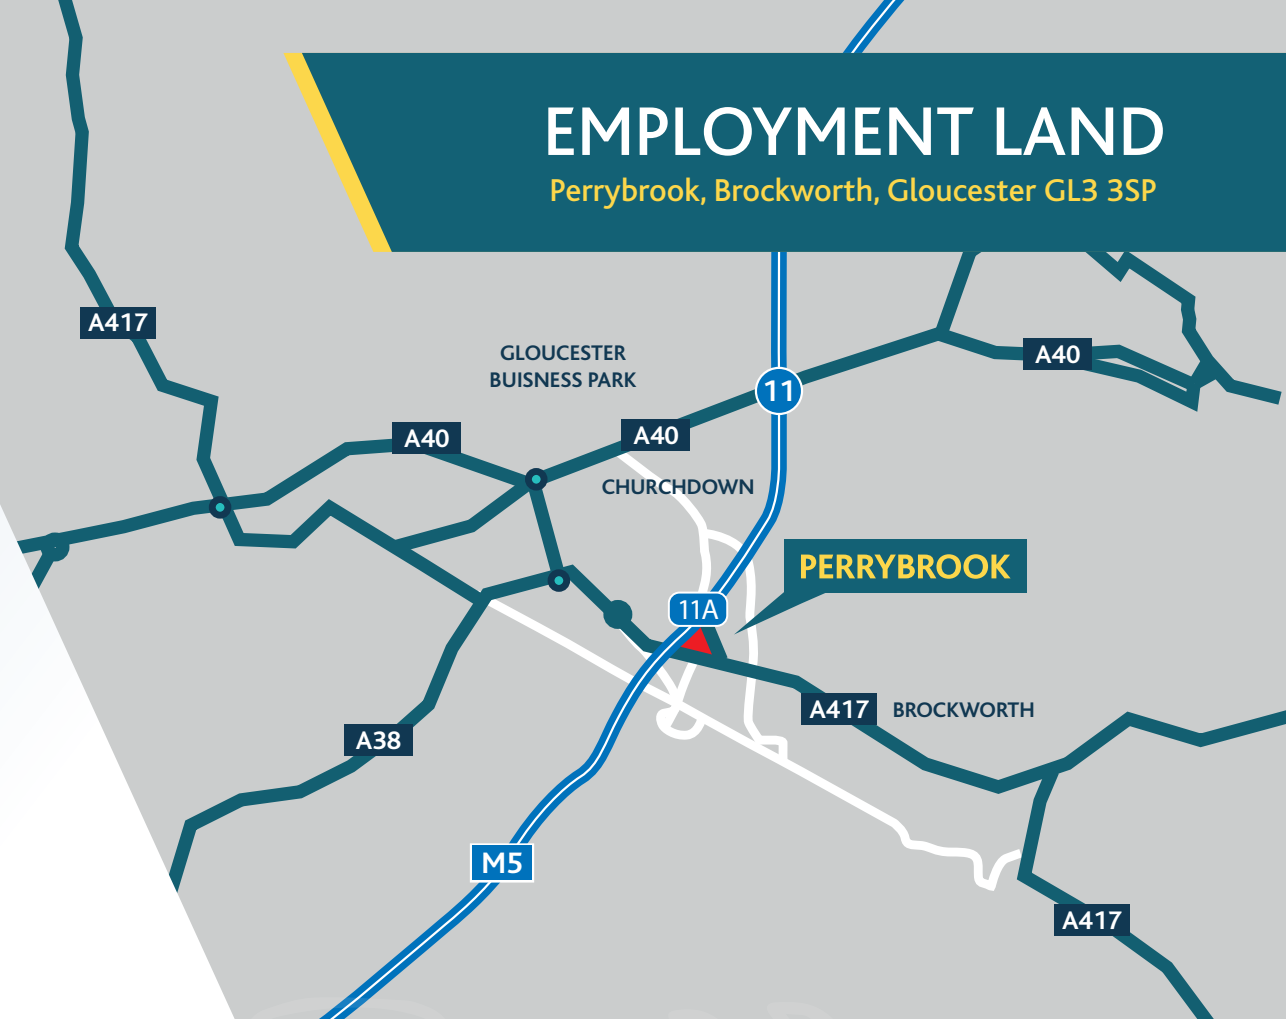 EMPLOYMENT LAND
Perrybrook, Brockworth, Gloucester GL3 3SP
A417
GLOUCESTER
BUISNESS PARK
A40
11
A40
A40
CHURCHDOWN
PERRYBROOK
11A
A417
BROCKWORTH
A38
M5
A417